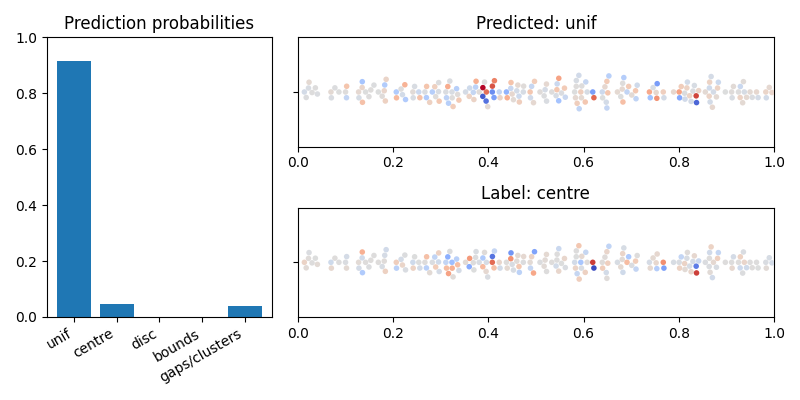 Prediction probabilities
1.0
0.8
0.6
0.4
0.2
0.0
unif
centre
disc
bounds
gaps/clusters
Predicted: unif
0.0 0.2 0.4 0.6 0.8 1.0
Label: centre
0.0 0.2 0.4 0.6 0.8 1.0